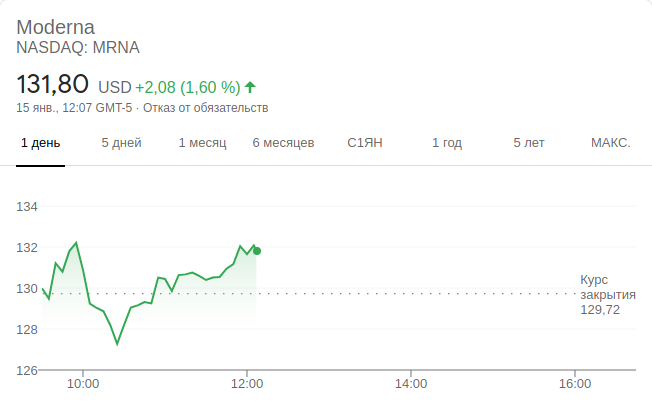 Moderna
NASDAQ: MRNA
131,80 USD +2,08 (1,60 %)
15 янв., 12:07 GMT-5 · Отказ от обязательств
1 день 5 дней 1 месяц 6 месяцев С1ЯН 1 год 5 лет МАКС.
134
132
130
128
126
Курс
закрытия
129,72
10:00 12:00 14:00 16:00